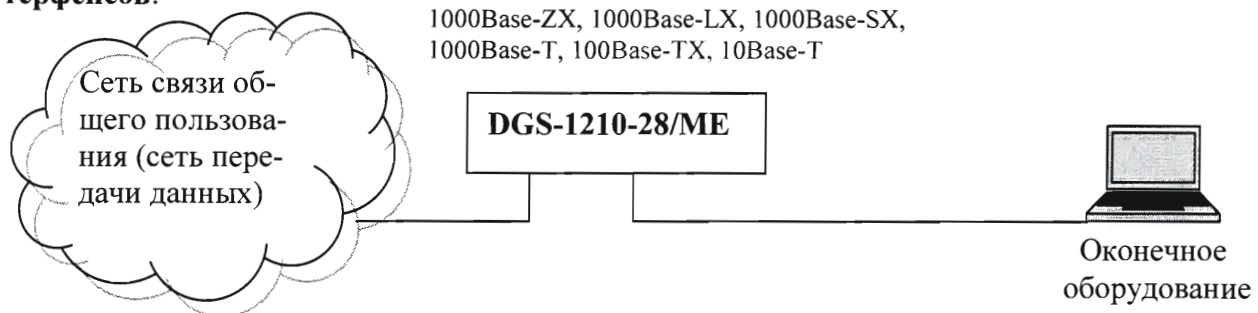 терфейсов:
1000Base-ZX, 1000Base-LX, 1000Base-SX,
1000Base-T, 100Base-TX, 10Base-T
Сеть связи об-
щего пользова-
ния (сеть пере-
дачи данных)
DGS-1210-28/ME
Оконечное
оборудование